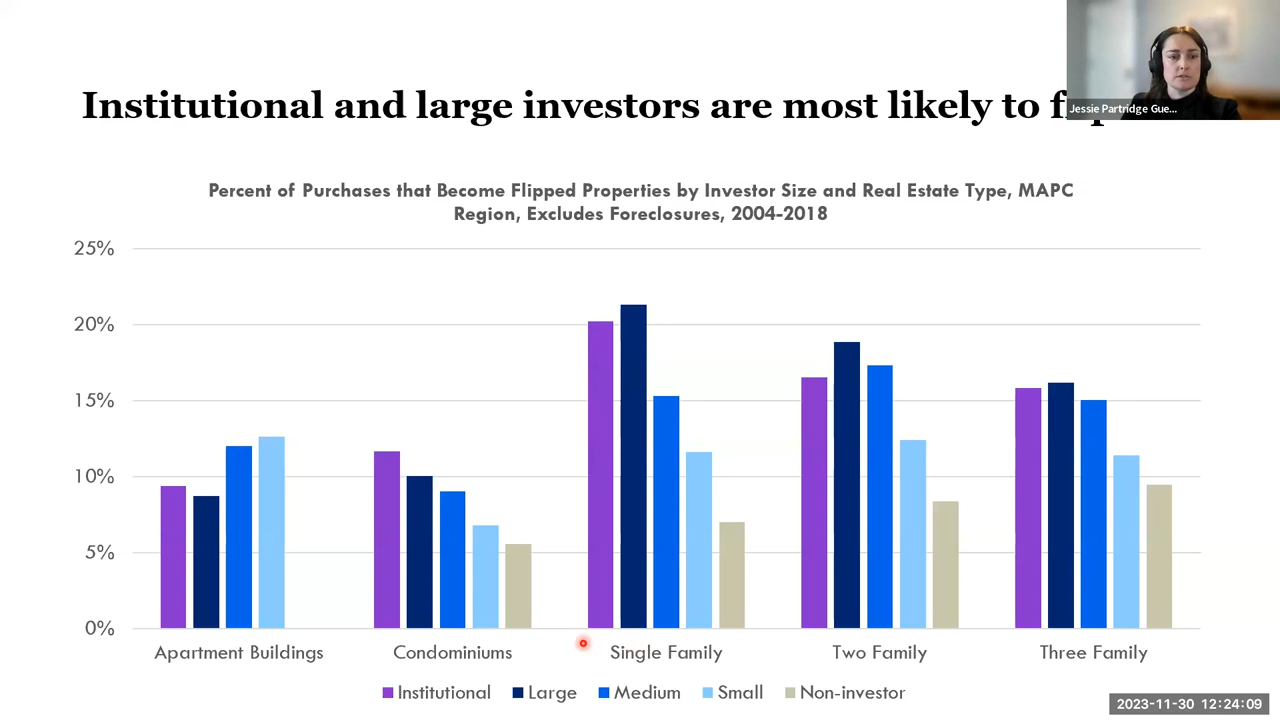 Institutional and large investors are most likely to
Jessie Partridge Gue...
Percent of Purchases that Become Flipped Properties by Investor Size and Real Estate Type, MAPC
Region, Excludes Foreclosures, 2004-2018
25%
20%
15%
10%
5%
0%
Apartment Buildings Condominiums Single Family Two Family Three Family
Institutional Large Medium Small Non-investor
2023-11-30 12:24:09